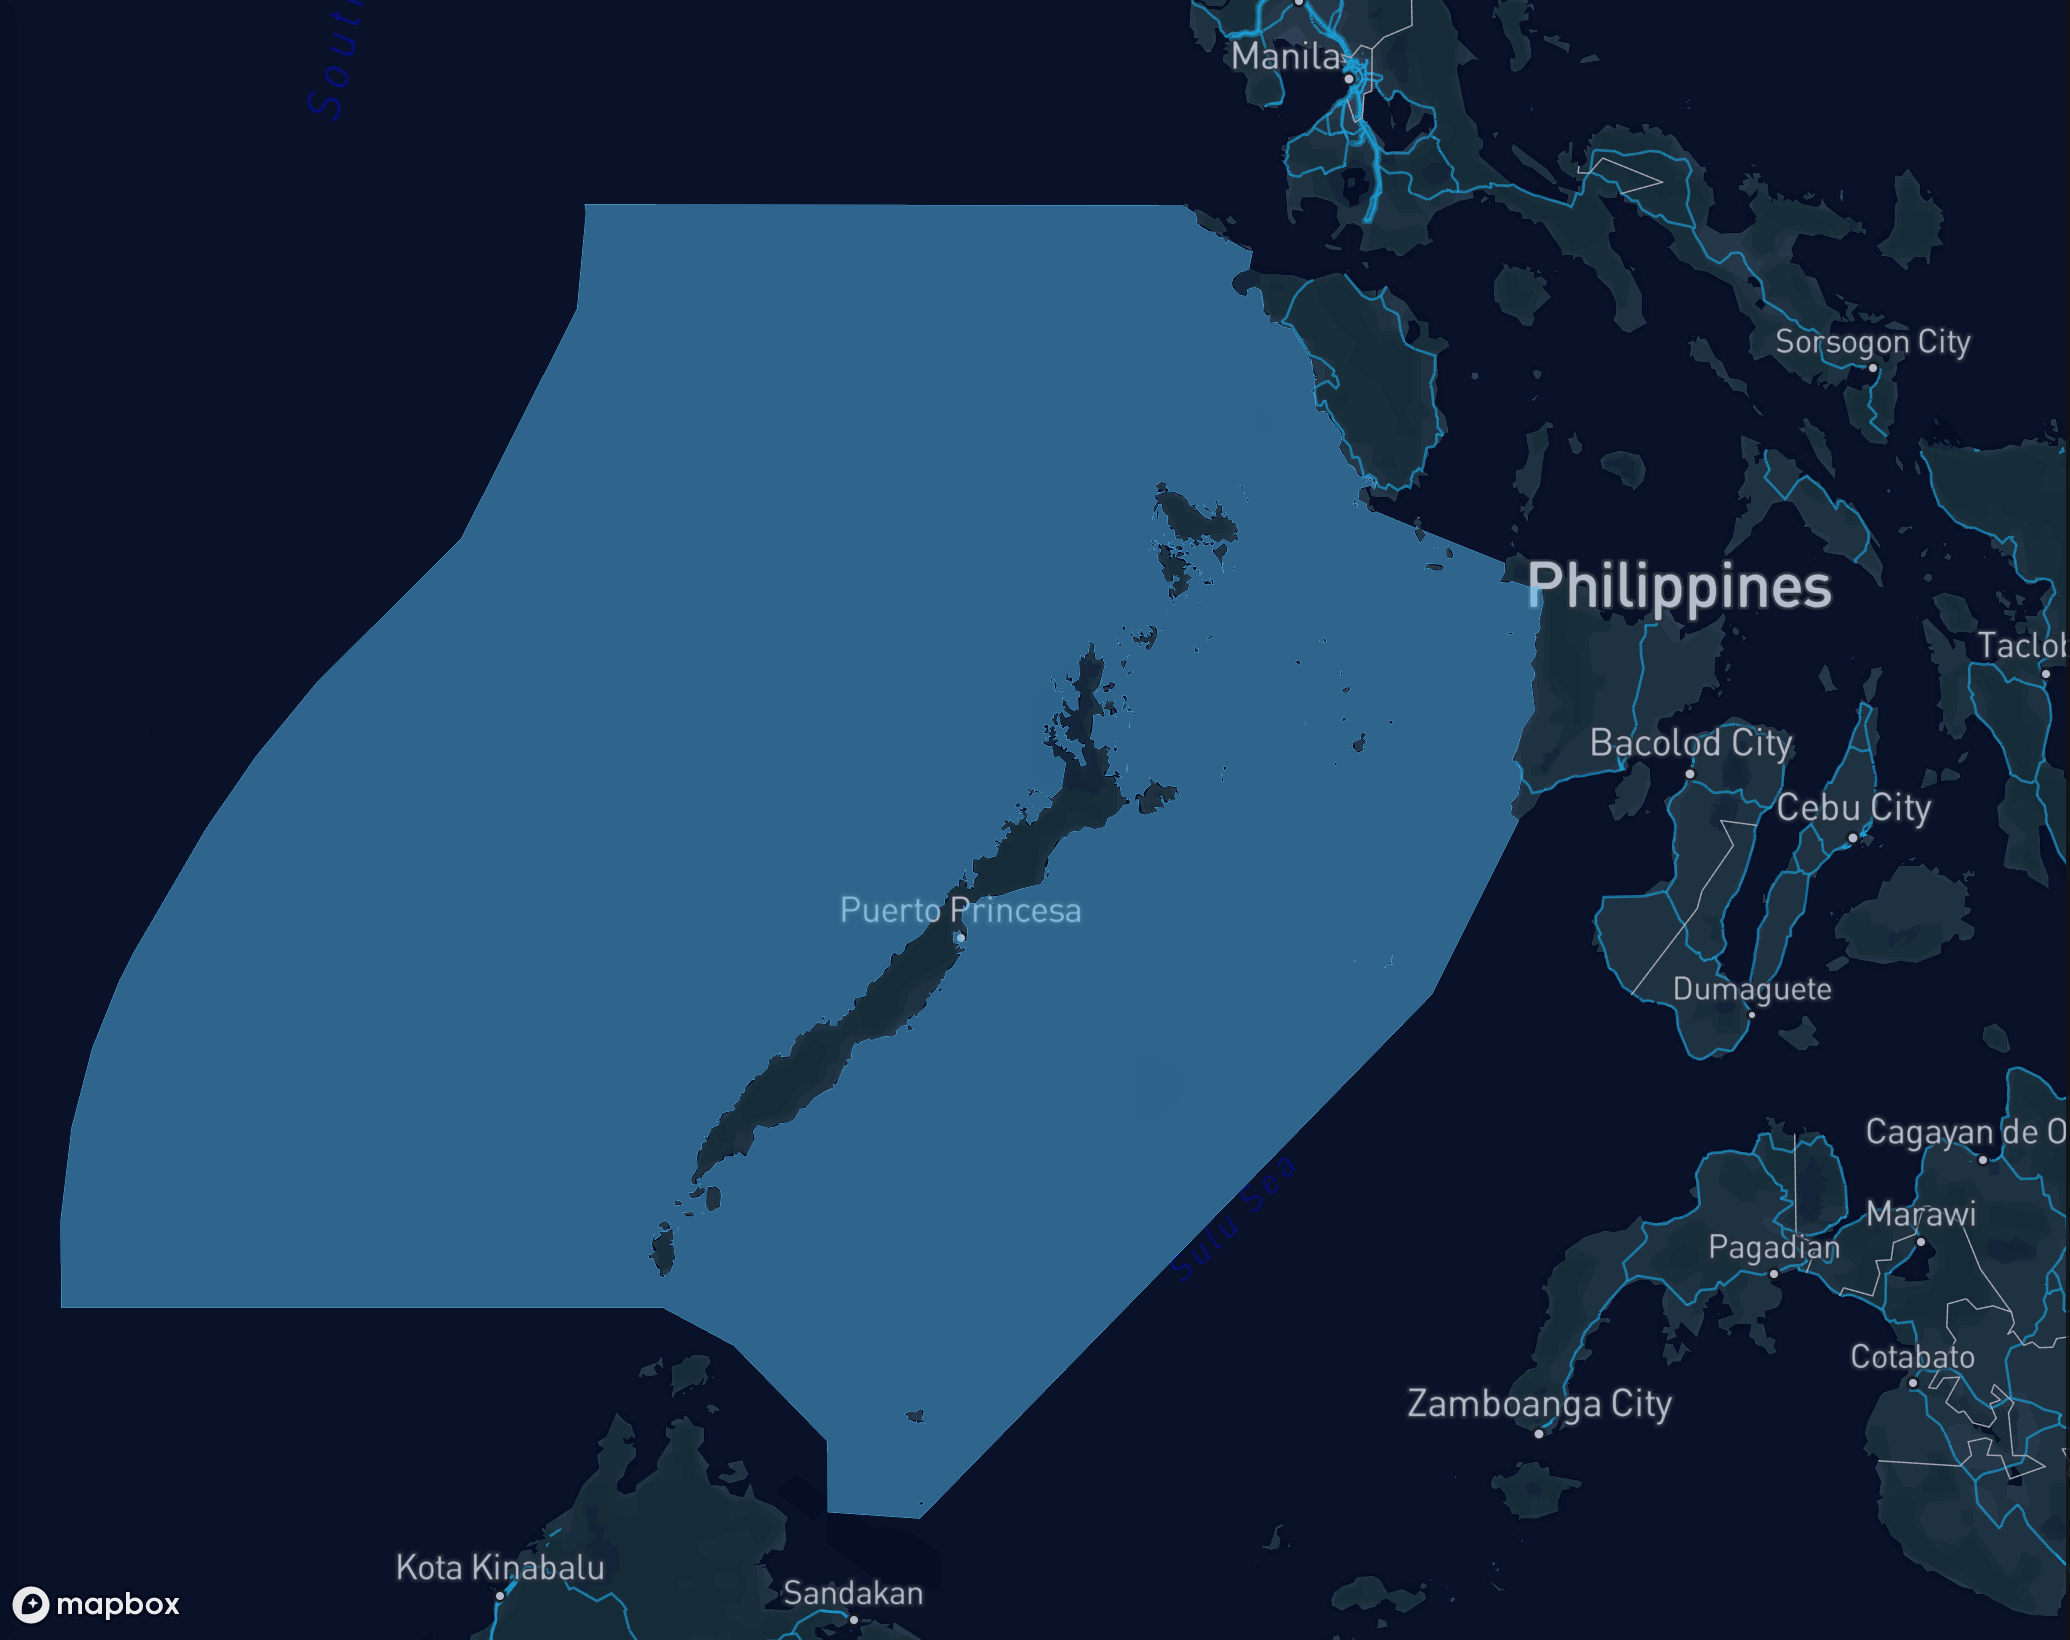 South
Manila
Sorsogon City
Philippines
Taclob
Bacolod City
Cebu City
Puerto Princesa
Dumaguete
Cagayan de O
Sulu Sea
Marawi
Pagadian
Cotabato
Zamboanga City
Kota Kinabalu
Sandakan
mapbox